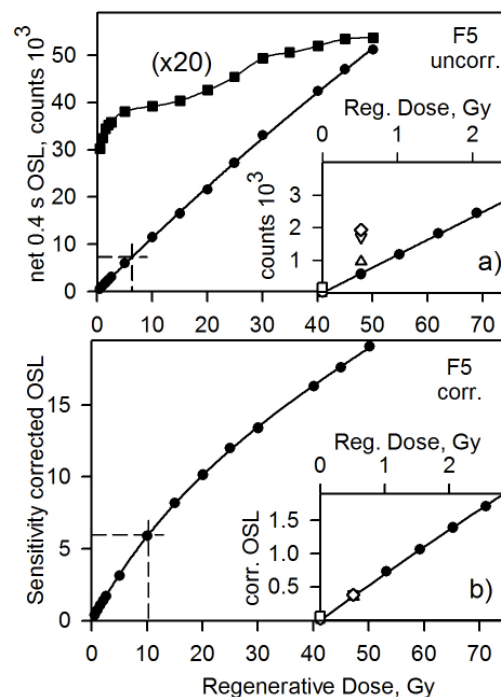 F5
uncorr.
(x20)
net 0.4 s OSL, counts 10³
50
40
30
20
10
0
0 10 20 30 40 50 60 70
Reg. Dose, Gy
0 1 2
counts 10³
3
2
1
a)
F5
corr.
Sensitivity corrected OSL
15
10
5
0
0 10 20 30 40 50 60 70
Regenerative Dose, Gy
Reg. Dose, Gy
0 1 2
corr. OSL
1.5
1.0
0.5
b)